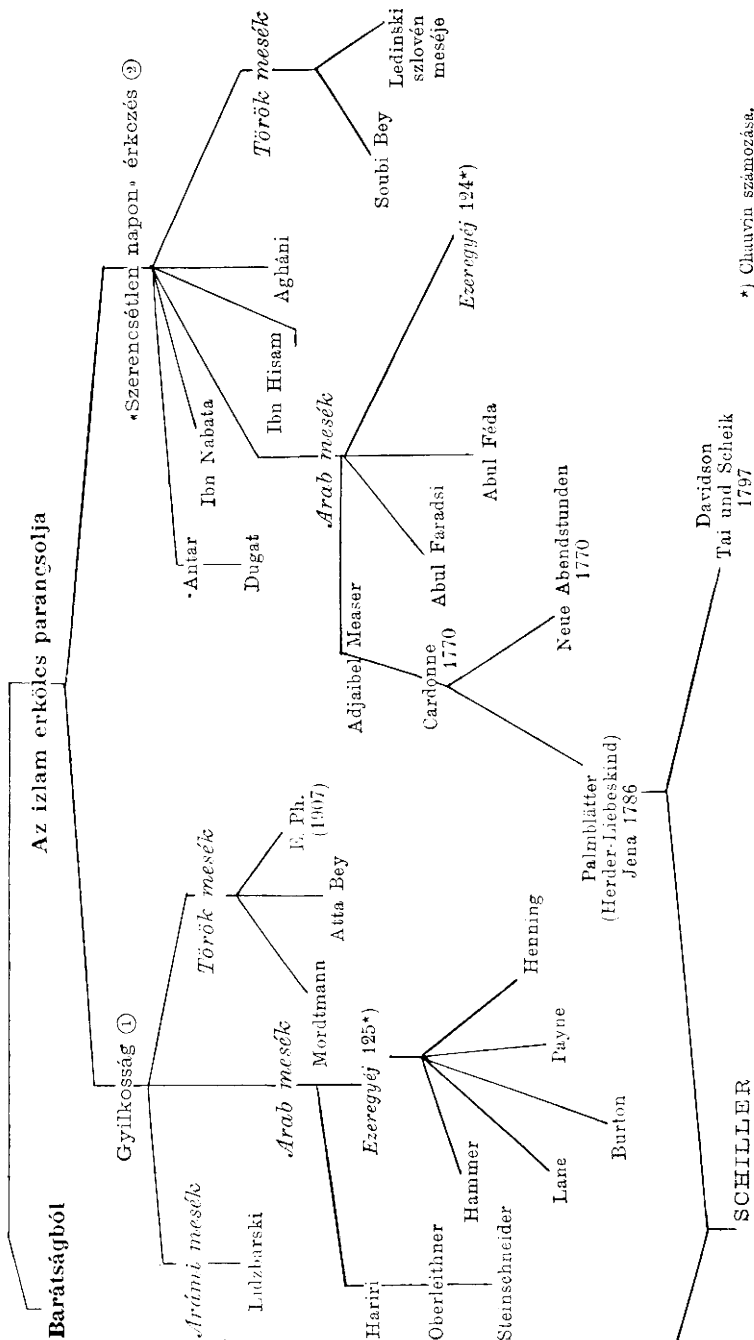 Barátságból
Az izlam erkölcs parancsolja
Gyilkosság ①
«Szerencsétlen napon» érkezés ②
Arámi mesék
Lidzbarski
Arab mesék
Hariri
Oberleithner
Steinschneider
Ezeregyéj 125*)
Hammer
Lane
Burton
Payne
Henning
Török mesék
Mordtmann
Atta Bey
E. Ph.
(1907)
Antar
Dugat
Ibn Nabata
Arab mesék
Adjaibel Measer
Cardonne
1770
Palmblätter
(Herder-Liebeskind)
Jena 1786
Neue Abendstunden
1770
Abul Faradsi
Abul Féda
Ezeregyéj 124*)
Ibn Hisam
Agháni
Török mesék
Soubi Bey
Ledinski
szlovén
meséje
SCHILLER
Davidson
Tai und Scheik
1797
*) Chauvin számozása.